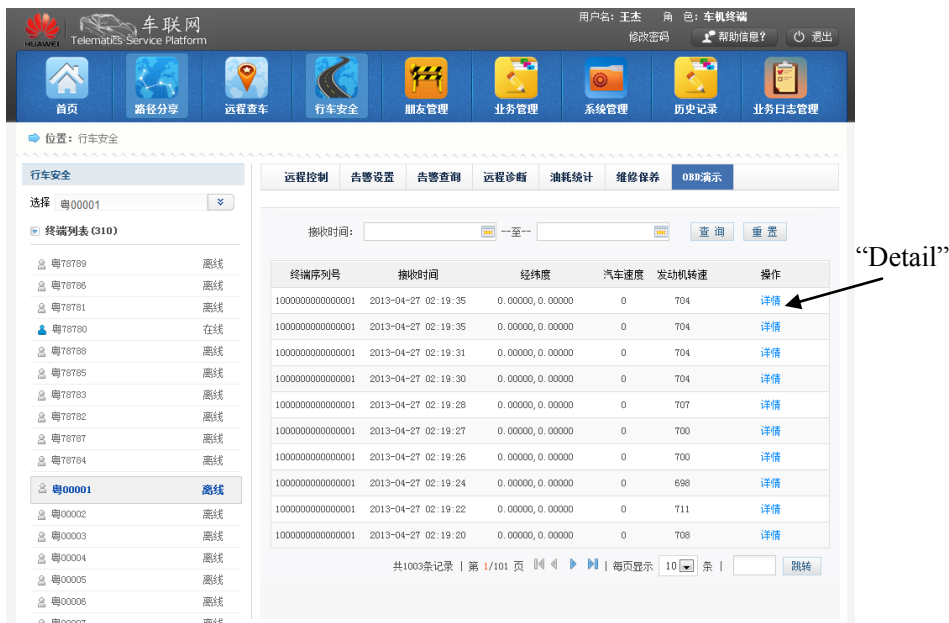 HUAWEI
车联网
Telematics Service Platform
用户名：王杰 角 色：车机终端
修改密码 帮助信息? 退出
首页 路径分享 远程查车 行车安全 朋友管理 业务管理 系统管理 历史记录 业务日志管理
位置：行车安全
行车安全
选择 粤00001
终端列表(310)
粤78789 离线
粤78786 离线
粤78781 离线
粤78780 在线
粤78788 离线
粤78785 离线
粤78783 离线
粤78782 离线
粤78787 离线
粤78784 离线
粤00001 离线
粤00002 离线
粤00003 离线
粤00004 离线
粤00005 离线
粤00006 离线
远程控制 告警设置 告警查询 远程诊断 油耗统计 维修保养 OBD演示
接收时间： --至-- 查 询 重 置
终端序列号 接收时间 经纬度 汽车速度 发动机转速 操作
1000000000000001 2013-04-27 02:19:35 0.00000,0.00000 0 704 详情
1000000000000001 2013-04-27 02:19:35 0.00000,0.00000 0 704 详情
1000000000000001 2013-04-27 02:19:31 0.00000,0.00000 0 704 详情
1000000000000001 2013-04-27 02:19:30 0.00000,0.00000 0 704 详情
1000000000000001 2013-04-27 02:19:28 0.00000,0.00000 0 707 详情
1000000000000001 2013-04-27 02:19:27 0.00000,0.00000 0 700 详情
1000000000000001 2013-04-27 02:19:26 0.00000,0.00000 0 700 详情
1000000000000001 2013-04-27 02:19:24 0.00000,0.00000 0 698 详情
1000000000000001 2013-04-27 02:19:22 0.00000,0.00000 0 711 详情
1000000000000001 2013-04-27 02:19:20 0.00000,0.00000 0 708 详情
共1003条记录 | 第 1/101 页 | 每页显示 10 条 | 跳转
“Detail”